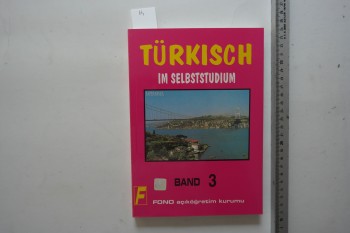 TÜRKISCH
IM SELBSTSTUDIUM
BAND 3
F
FONO açıköğretim kurumu